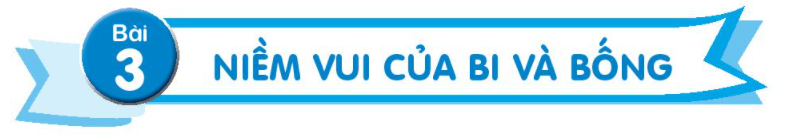 Bài
3
NIỀM VUI CỦA BI VÀ BỐNG